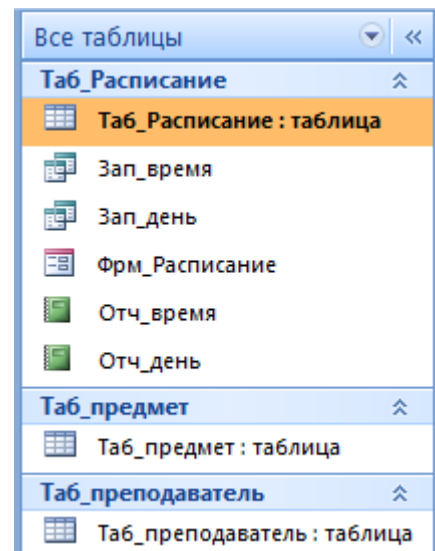 Все таблицы
Таб_Расписание
Таб_Расписание : таблица
Зап_время
Зап_день
Фрм_Расписание
Отч_время
Отч_день
Таб_предмет
Таб_предмет : таблица
Таб_преподаватель
Таб_преподаватель : таблица